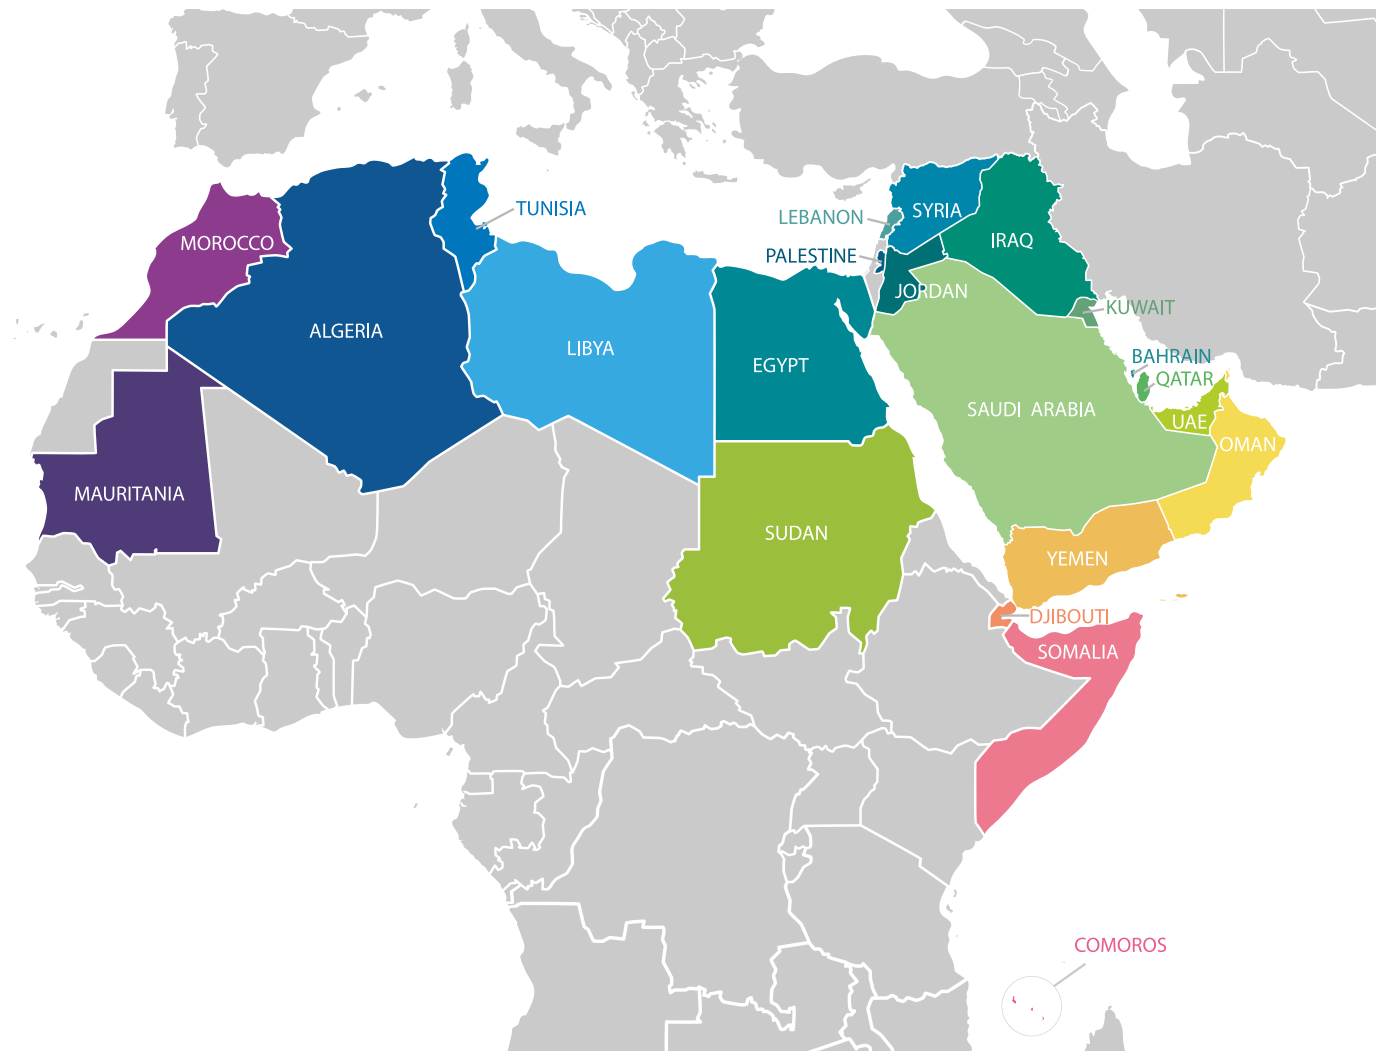 TUNISIA
LEBANON
SYRIA
MOROCCO
IRAQ
PALESTINE
JORDAN
KUWAIT
ALGERIA
LIBYA
BAHRAIN
EGYPT
QATAR
SAUDI ARABIA
UAE
OMAN
MAURITANIA
SUDAN
YEMEN
DJIBOUTI
SOMALIA
COMOROS